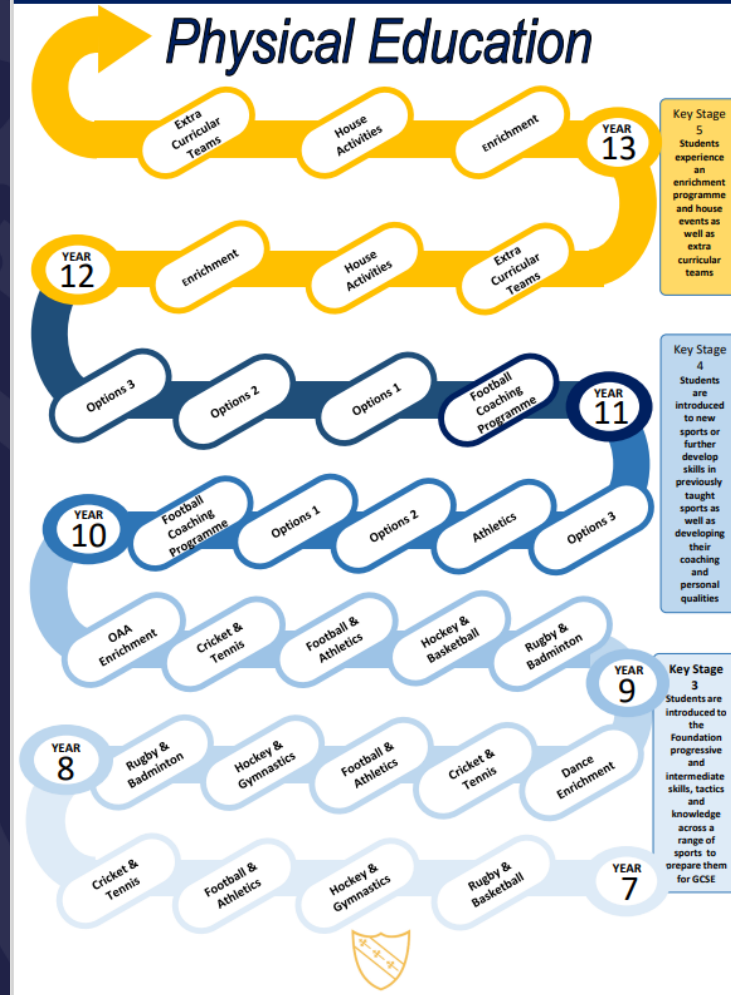 Physical Education
Extra
Curricular
Teams
House
Activities
Enrichment
YEAR
13
Key Stage
5
Students
experience
an
enrichment
programme
and house
events as
well as
extra
curricular
teams
YEAR
12
Enrichment
House
Activities
Extra
Curricular
Teams
Options 3
Options 2
Options 1
Football
Coaching
Programme
YEAR
11
Key Stage
4
Students
are
introduced
to new
sports or
further
develop
skills in
previously
taught
sports as
well as
developing
their
coaching
and
personal
qualities
YEAR
10
Football
Coaching
Programme
Options 1
Options 2
Athletics
Options 3
OAA
Enrichment
Cricket &
Tennis
Football &
Athletics
Hockey &
Basketball
Rugby &
Badminton
YEAR
9
Key Stage
3
Students are
introduced to
the
Foundation
progressive
and
intermediate
skills, tactics
and
knowledge
across a
range of
sports to
prepare them
for GCSE
YEAR
8
Rugby &
Badminton
Hockey &
Gymnastics
Football &
Athletics
Cricket &
Tennis
Dance
Enrichment
Cricket &
Tennis
Football &
Athletics
Hockey &
Gymnastics
Rugby &
Basketball
YEAR
7